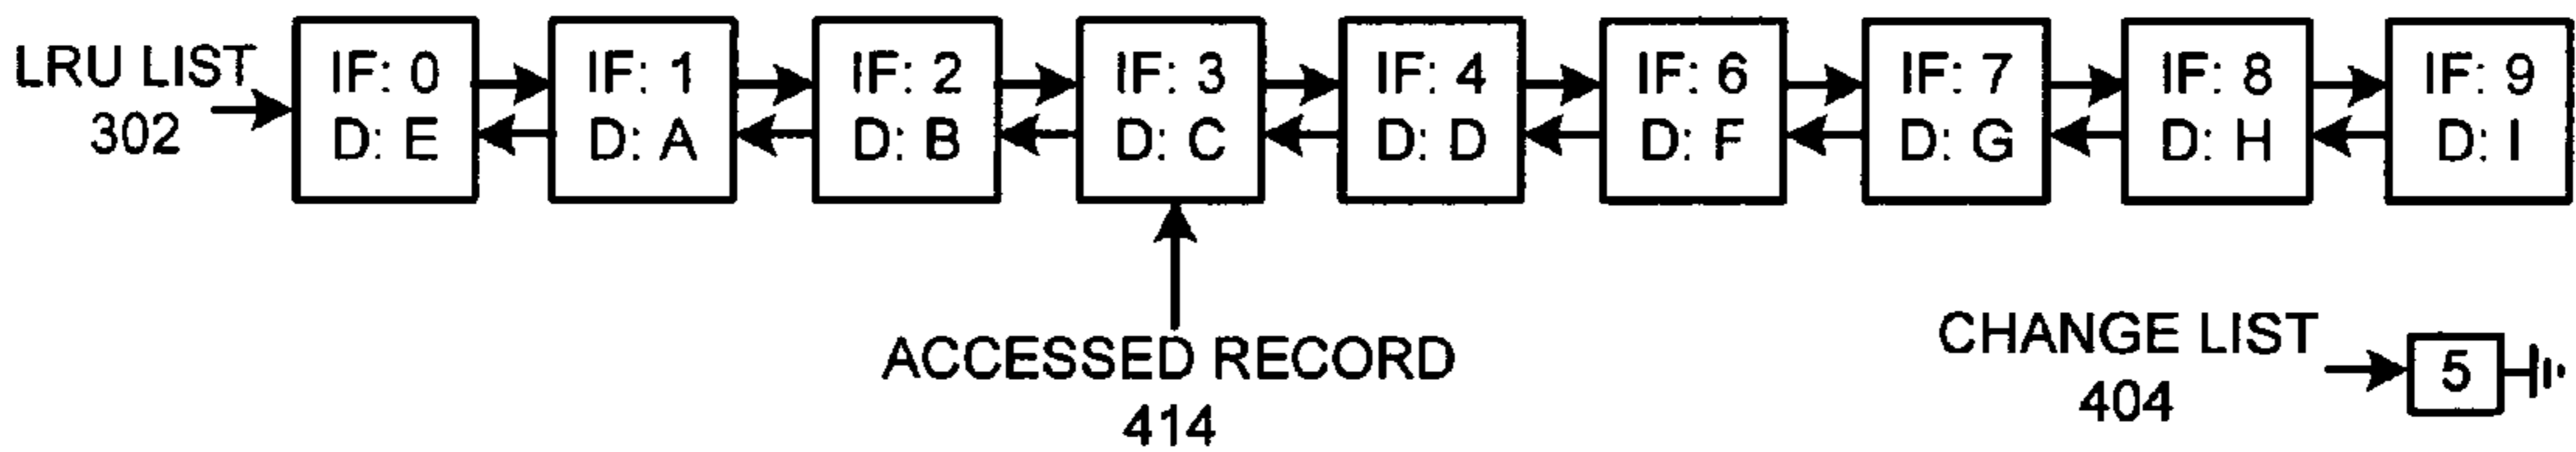 LRU LIST
302
IF: 0
D: E
IF: 1
D: A
IF: 2
D: B
IF: 3
D: C
IF: 4
D: D
IF: 6
D: F
IF: 7
D: G
IF: 8
D: H
IF: 9
D: I
ACCESSED RECORD
414
CHANGE LIST
404
5